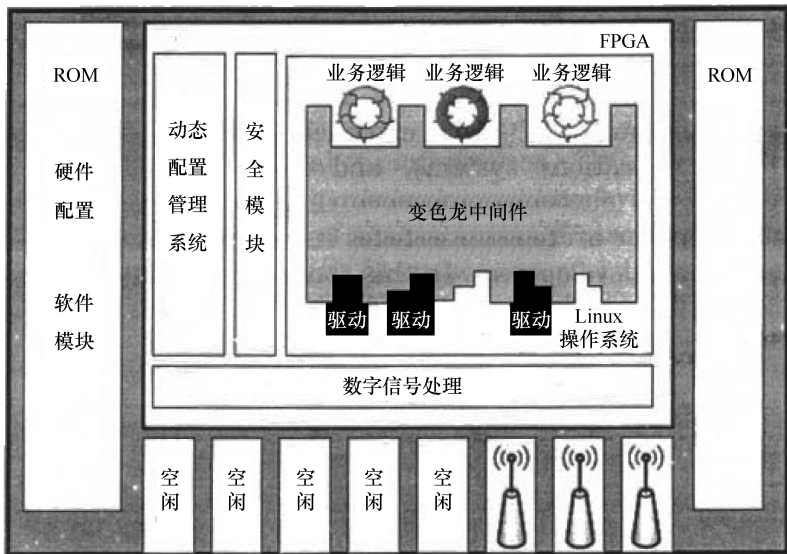 ROM
硬件
配置
软件
模块
FPGA
动态
配置
管理
系统
安
全
模
块
业务逻辑
业务逻辑
业务逻辑
变色龙中间件
驱动
驱动
驱动
Linux
操作系统
数字信号处理
ROM
空
闲
空
闲
空
闲
空
闲
空
闲